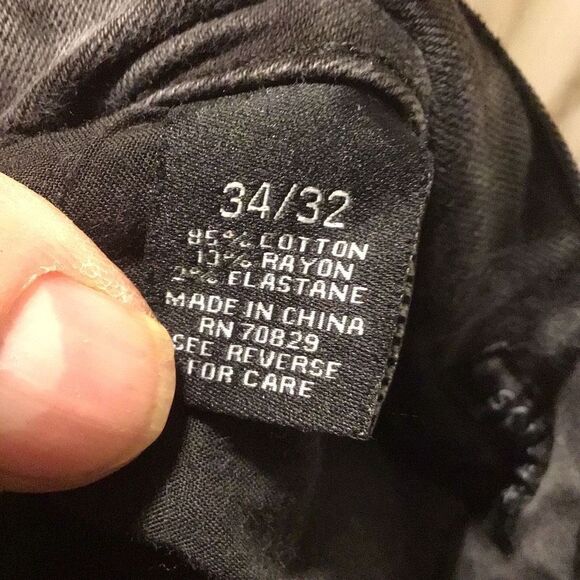 34/32
85% COTTON
13% RAYON
2% ELASTANE
MADE IN CHINA
RN 70829
SEE REVERSE
FOR CARE